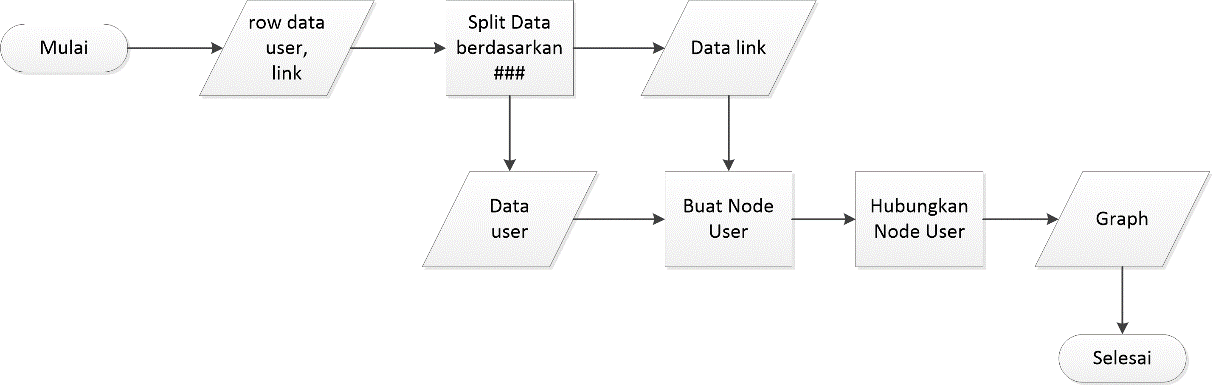 Mulai
row data
user,
link
Split Data
berdasarkan
###
Data link
Data
user
Buat Node
User
Hubungkan
Node User
Graph
Selesai